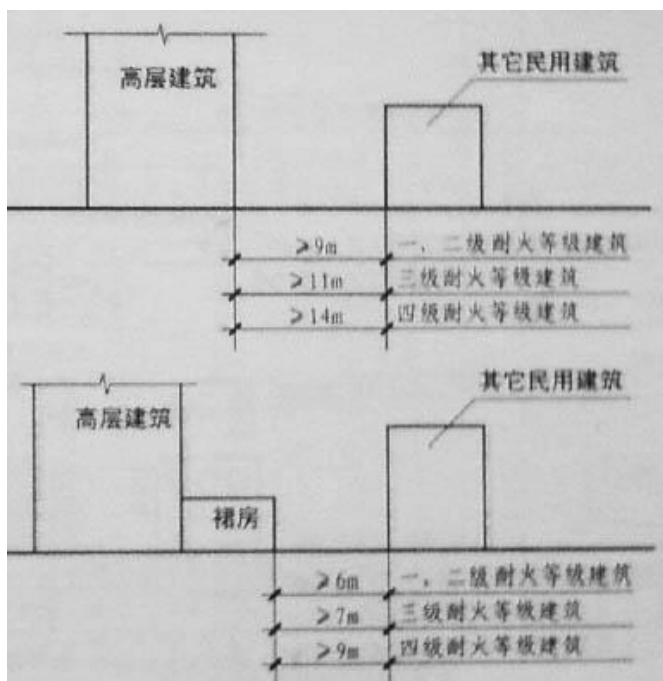 高层建筑
其它民用建筑
≥9m 一、二级耐火等级建筑
≥11m 三级耐火等级建筑
≥14m 四级耐火等级建筑
其它民用建筑
高层建筑
裙房
≥6m 一、二级耐火等级建筑
≥7m 三级耐火等级建筑
≥9m 四级耐火等级建筑